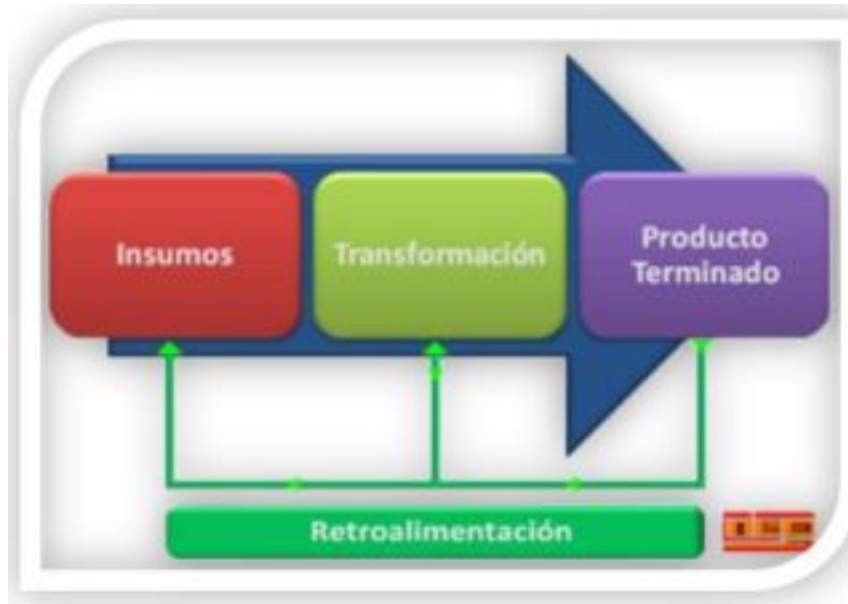 Insumos
Transformación
Producto
Terminado
Retroalimentación